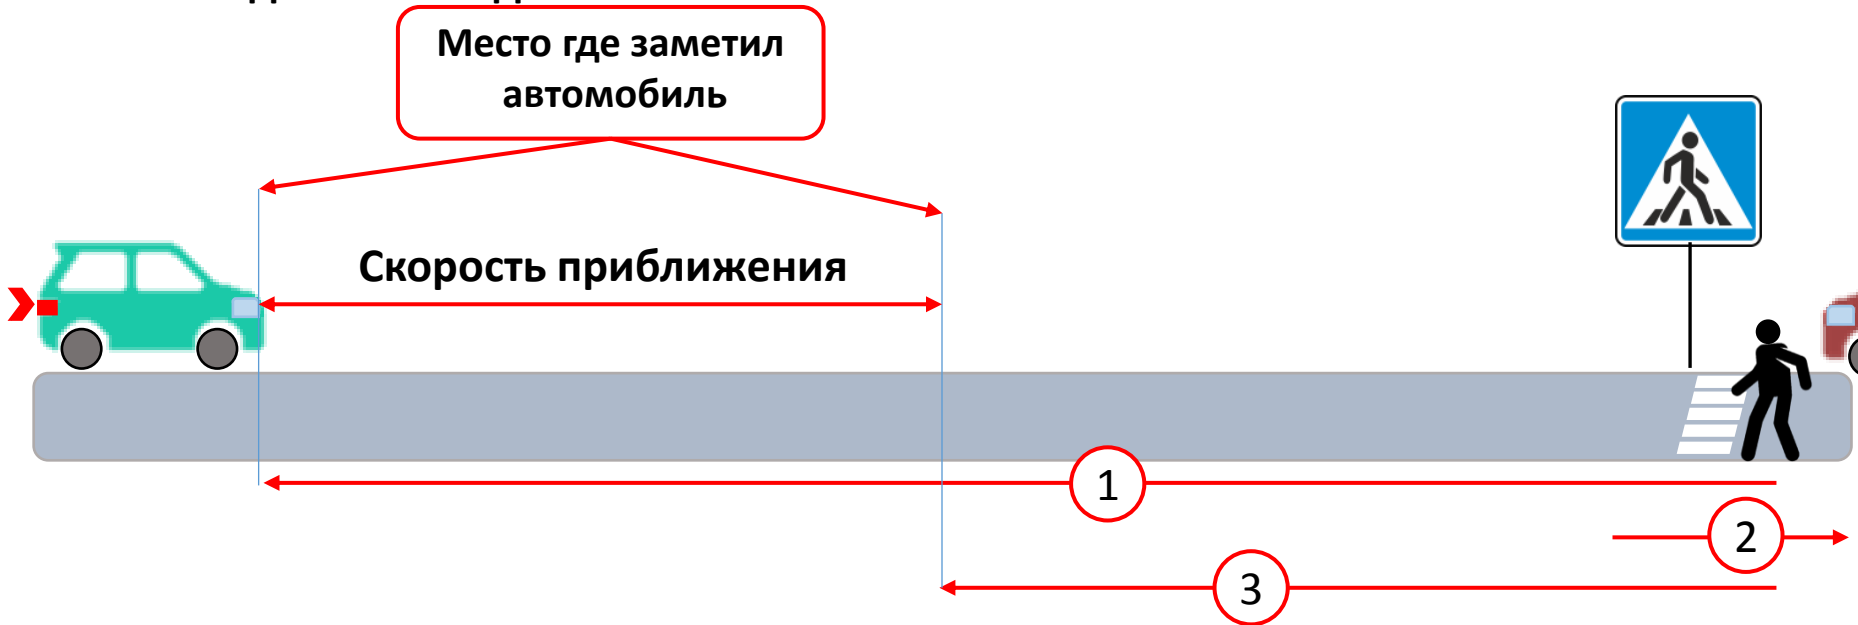 Место где заметил
автомобиль
Скорость приближения
1
2
3